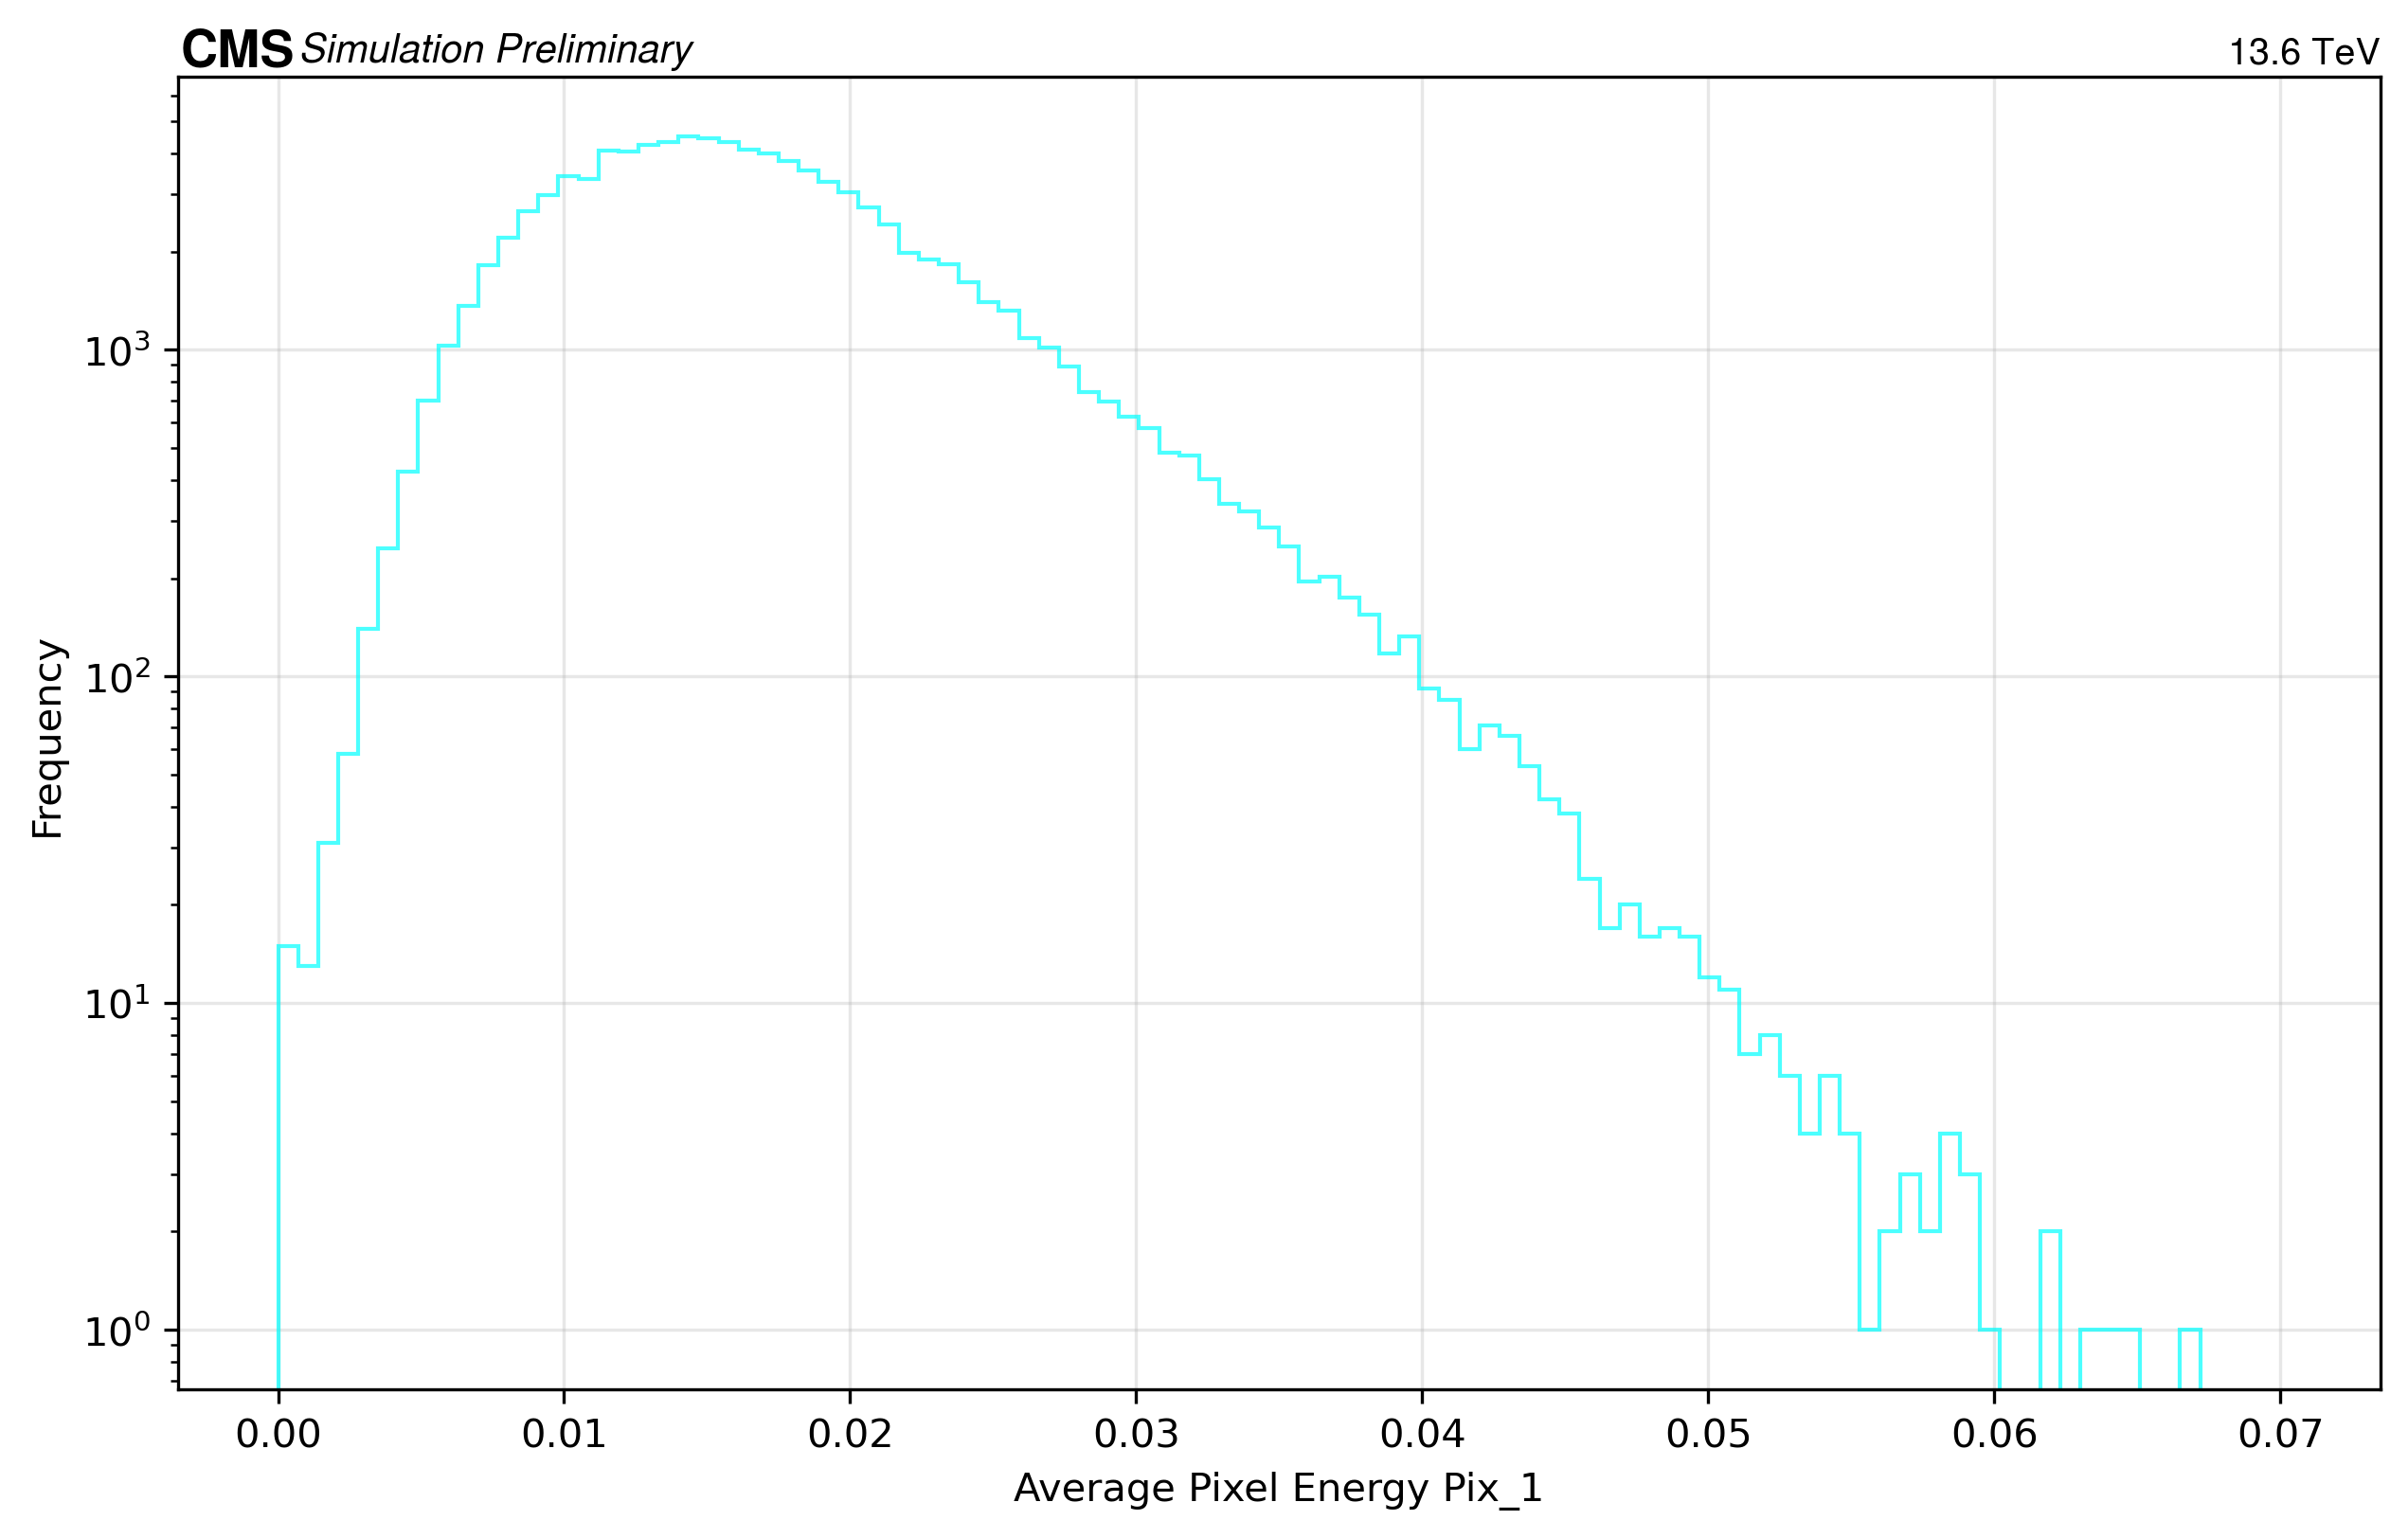 CMS Simulation Preliminary 13.6 TeV
10³
10²
10¹
10⁰
Frequency
0.00 0.01 0.02 0.03 0.04 0.05 0.06 0.07
Average Pixel Energy Pix_1